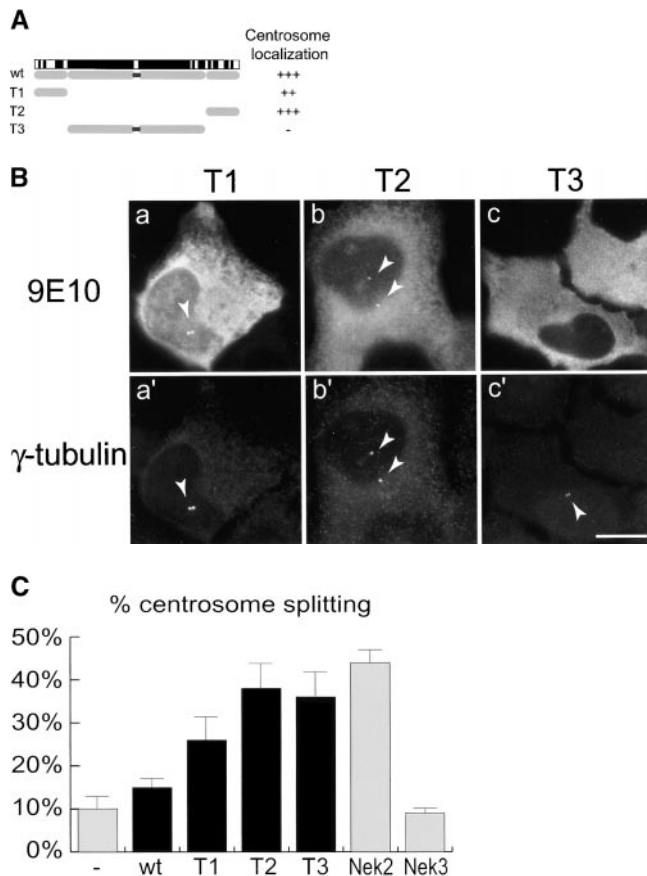 A
Centrosome
localization
wt +++
T1 ++
T2 +++
T3 -
B T1 T2 T3
a b c
9E10
a' b' c'
γ-tubulin
C
% centrosome splitting
50%
40%
30%
20%
10%
0%
- wt T1 T2 T3 Nek2 Nek3